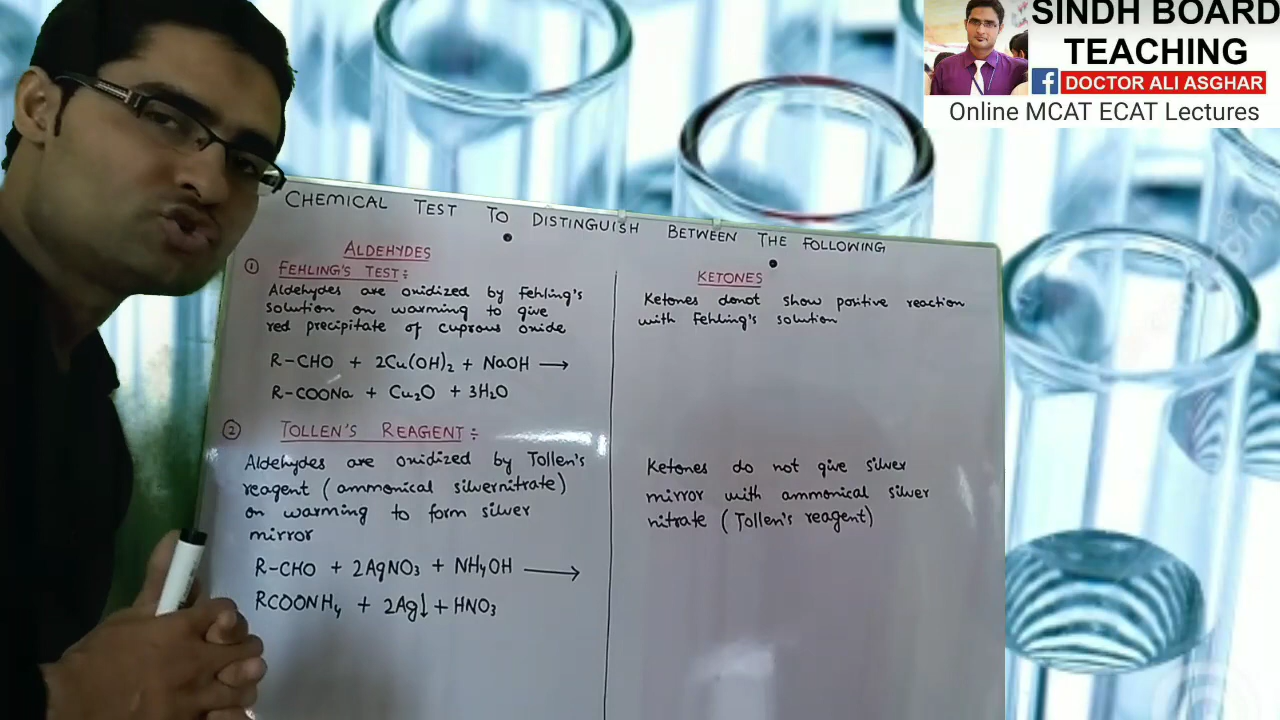 SINDH BOARD
TEACHING
f DOCTOR ALI ASGHAR
Online MCAT ECAT Lectures
CHEMICAL TEST TO DISTINGUISH BETWEEN THE FOLLOWING
ALDEHYDES
① FEHLING'S TEST:
Aldehydes are oxidized by Fehling's
solution on warming to give
red precipitate of cuprous oxide
R-CHO + 2Cu(OH)₂ + NaOH ⟶
R-COONa + Cu₂O + 3H₂O
② TOLLEN'S REAGENT:
Aldehydes are oxidized by Tollen's
reagent (ammonical silvernitrate)
on warming to form silver
mirror
R-CHO + 2AgNO₃ + NH₄OH ⟶
RCOONH₄ + 2Ag↓ + HNO₃
KETONES
Ketones donot show positive reaction
with Fehling's solution
Ketones do not give silver
mirror with ammonical silver
nitrate (Tollen's reagent)